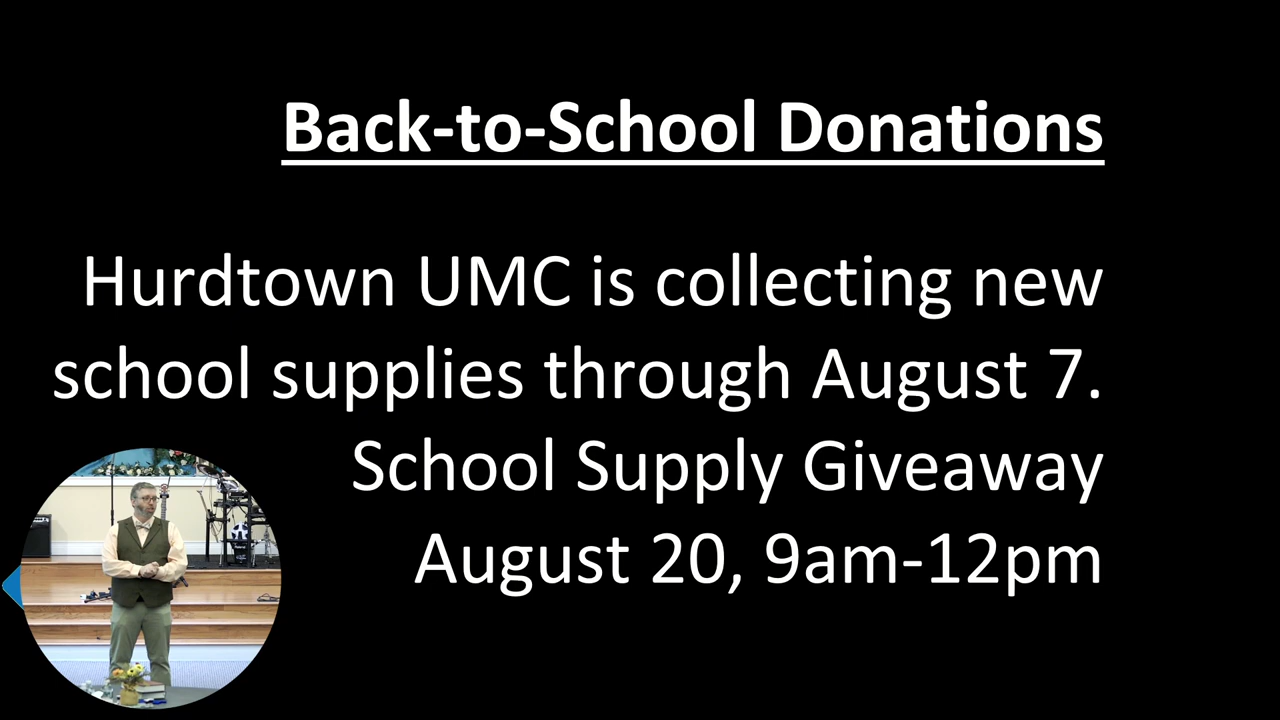 Back-to-School Donations
Hurdtown UMC is collecting new
school supplies through August 7.
School Supply Giveaway
August 20, 9am-12pm